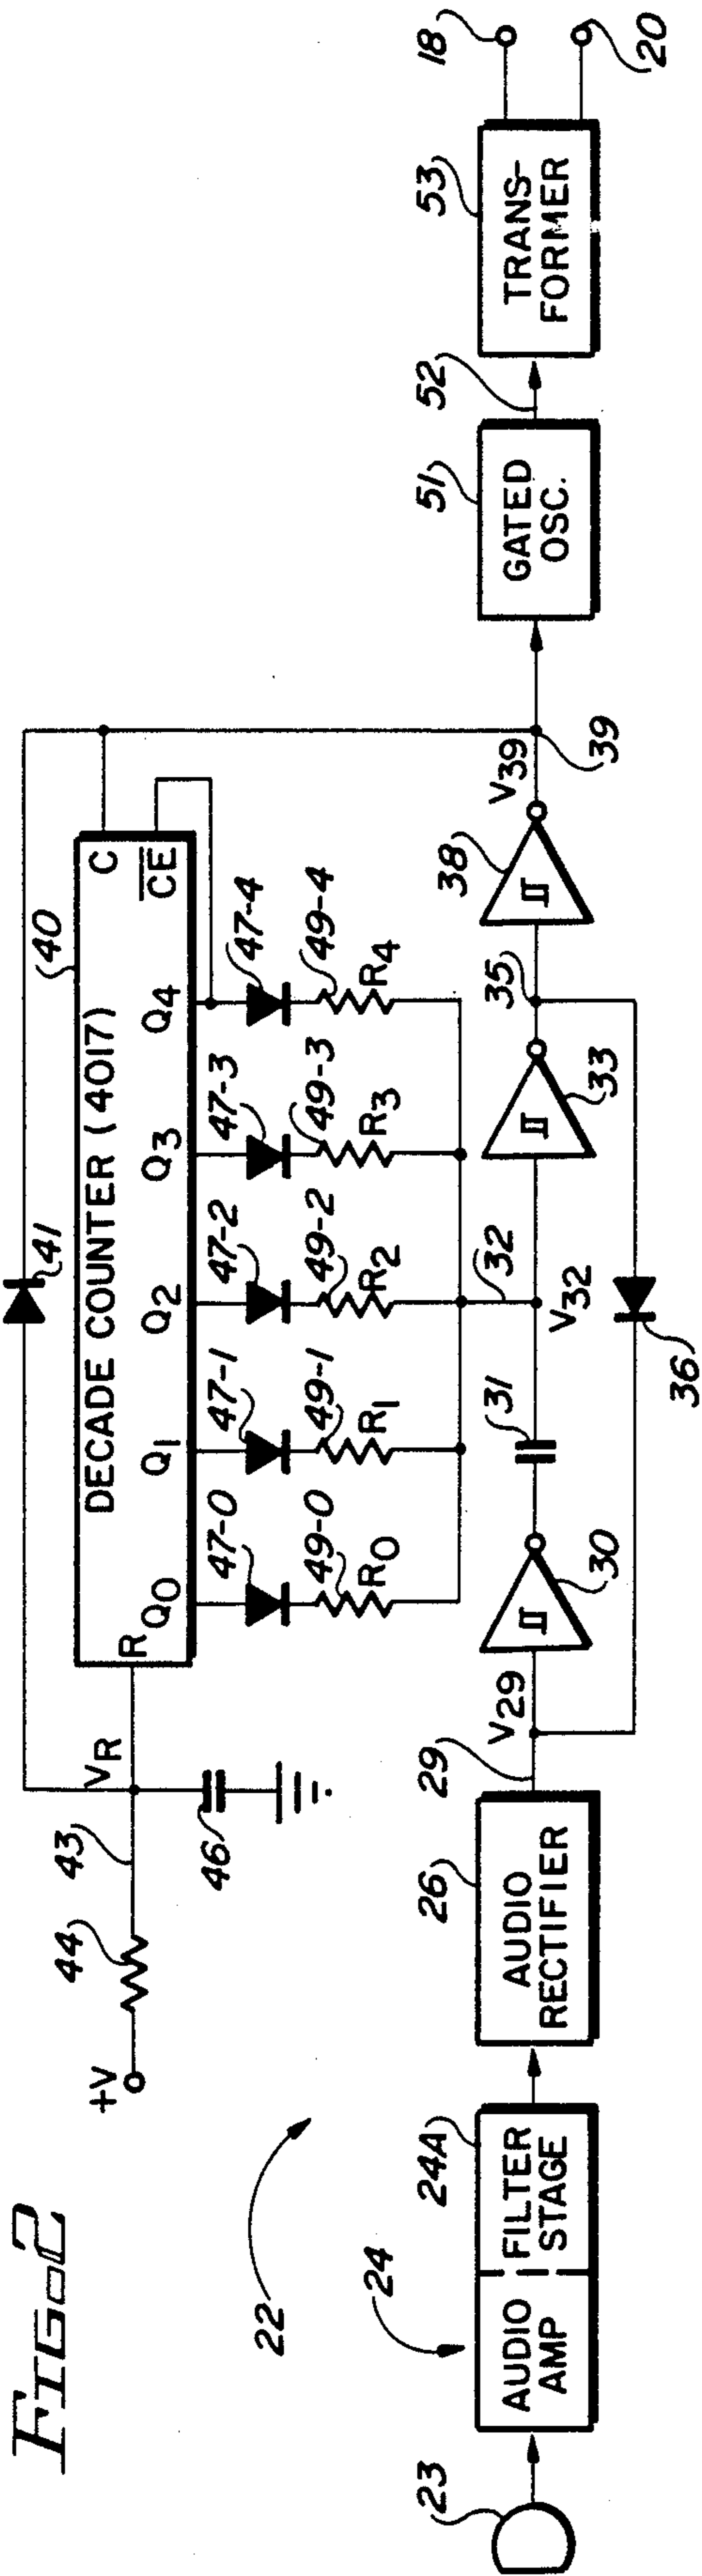 FIG. 2
22
+V
44
43
VR
46
41
DECADE COUNTER (4017)
40
R
C
CE
Q0
Q1
Q2
Q3
Q4
47-0
47-1
47-2
47-3
47-4
49-0
49-1
49-2
49-3
49-4
R0
R1
R2
R3
R4
32
23
24
AUDIO
AMP
24A
FILTER
STAGE
26
AUDIO
RECTIFIER
29
V29
30
31
V32
33
35
36
38
V39
39
51
GATED
OSC.
52
53
TRANS-
FORMER
18
20